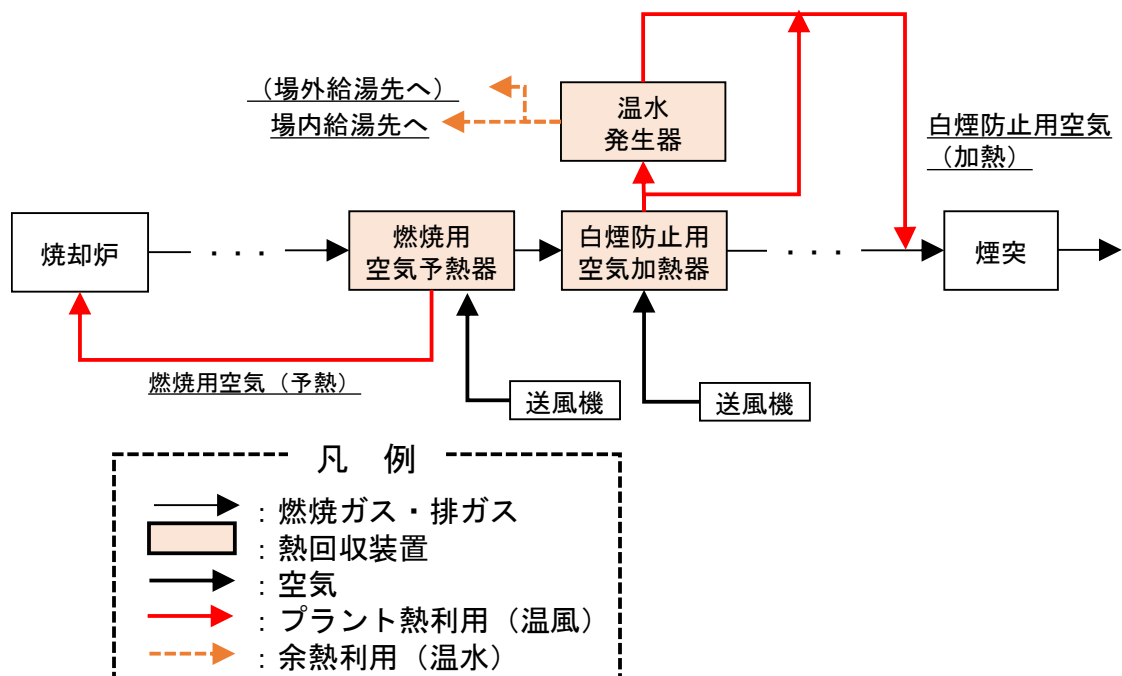 （場外給湯先へ）
場内給湯先へ
温水
発生器
白煙防止用空気
（加熱）
焼却炉
・・・
燃焼用
空気予熱器
白煙防止用
空気加熱器
・・・
煙突
燃焼用空気（予熱）
送風機
送風機
凡　例
：燃焼ガス・排ガス
：熱回収装置
：空気
：プラント熱利用（温風）
：余熱利用（温水）